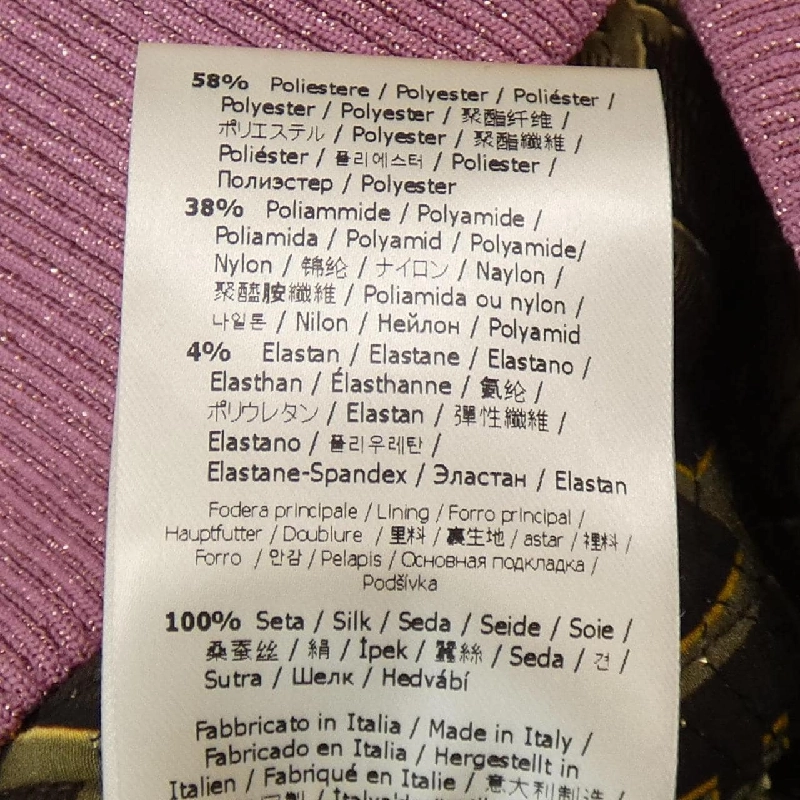 58% Poliestere / Polyester / Poliéster /
Polyester / Polyester / 聚酯纤维 /
ポリエステル / Polyester / 聚酯纖維 /
Poliéster / 폴리에스터 / Poliester /
Полиэстер / Polyester
38% Poliammide / Polyamide /
Poliamida / Polyamid / Polyamide/
Nylon / 锦纶 / ナイロン / Naylon /
聚醯胺纖維 / Poliamida ou nylon /
나일론 / Nilon / Нейлон / Polyamid
4% Elastan / Elastane / Elastano /
Elasthan / Élasthanne / 氨纶 /
ポリウレタン / Elastan / 彈性纖維 /
Elastano / 폴리우레탄 /
Elastane-Spandex / Эластан / Elastan
Fodera principale / Lining / Forro principal /
Hauptfutter / Doublure / 里料 / 裏生地 / astar / 裡料 /
Forro / 안감 / Pelapis / Основная подкладка /
Podšívka
100% Seta / Silk / Seda / Seide / Soie /
桑蚕丝 / 絹 / İpek / 蠶絲 / Seda / 견 /
Sutra / Шелк / Hedvábí
Fabbricato in Italia / Made in Italy /
Fabricado en Italia / Hergestellt in
Italien / Fabriqué en Italie / 意大利制造 /